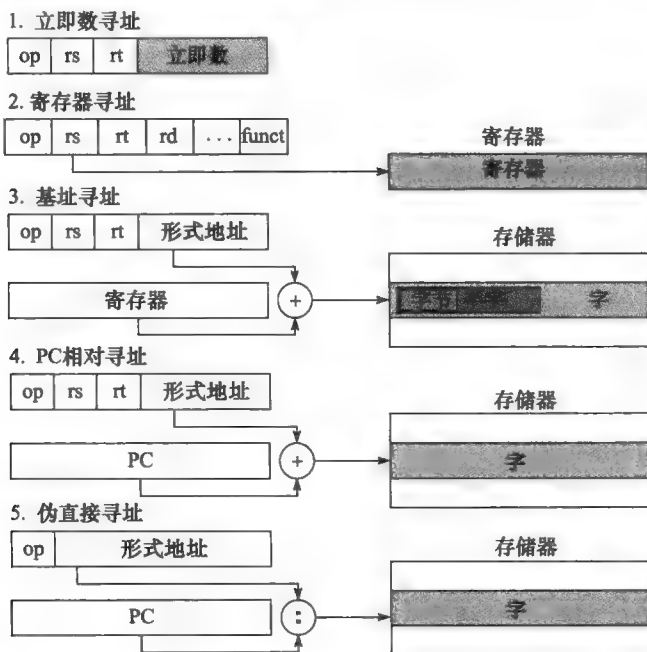 1. 立即数寻址
op rs rt 立即数
2. 寄存器寻址
op rs rt rd ... funct
寄存器
寄存器
3. 基址寻址
op rs rt 形式地址
存储器
寄存器 + 字节 半字 字
4. PC相对寻址
op rs rt 形式地址
存储器
PC + 字
5. 伪直接寻址
op 形式地址
存储器
PC : 字